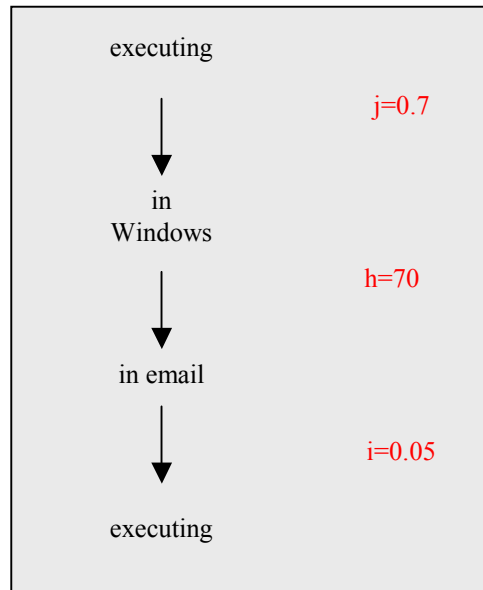 executing
j=0.7
in
Windows
h=70
in email
i=0.05
executing